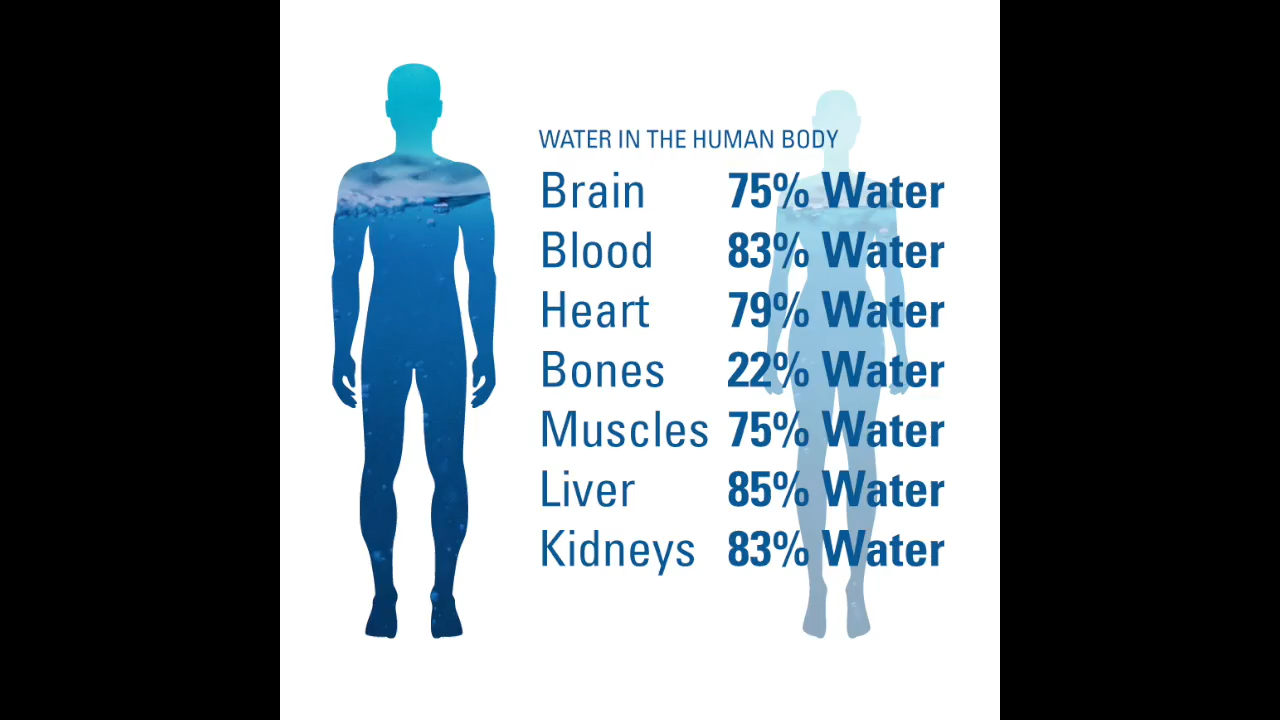 WATER IN THE HUMAN BODY
Brain 75% Water
Blood 83% Water
Heart 79% Water
Bones 22% Water
Muscles 75% Water
Liver 85% Water
Kidneys 83% Water